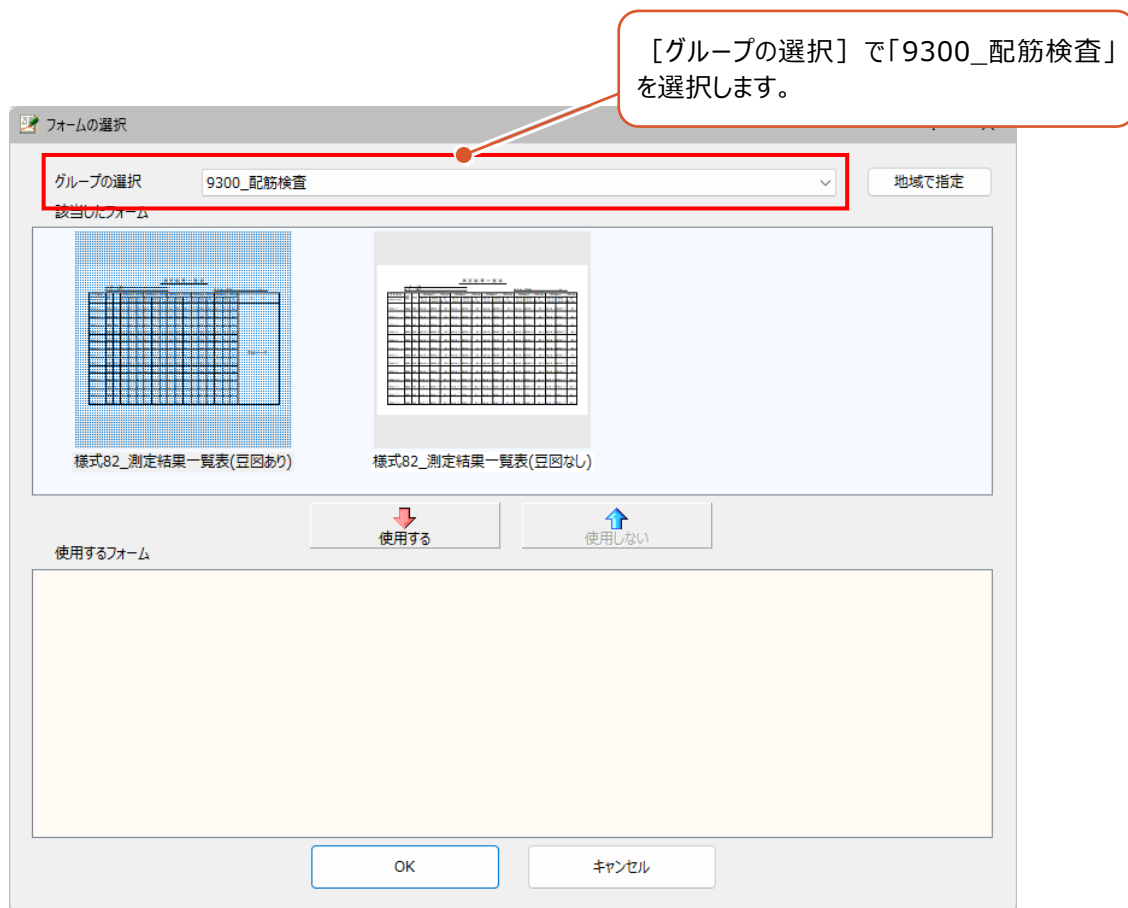 ［グループの選択］で「9300_配筋検査」
を選択します。
フォームの選択
グループの選択
9300_配筋検査
地域で指定
該当したフォーム
様式82_測定結果一覧表(豆図あり)
様式82_測定結果一覧表(豆図なし)
使用する
使用しない
使用するフォーム
OK
キャンセル